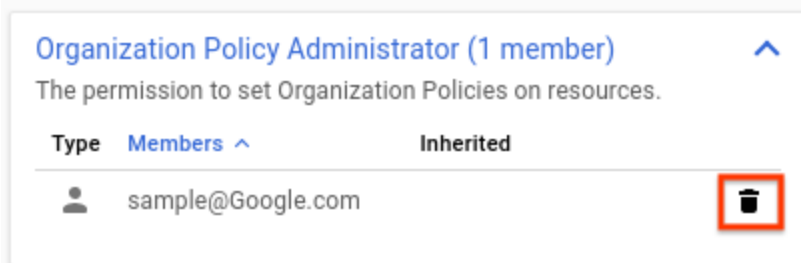 Organization Policy Administrator (1 member)
The permission to set Organization Policies on resources.
Type Members Inherited
sample@Google.com